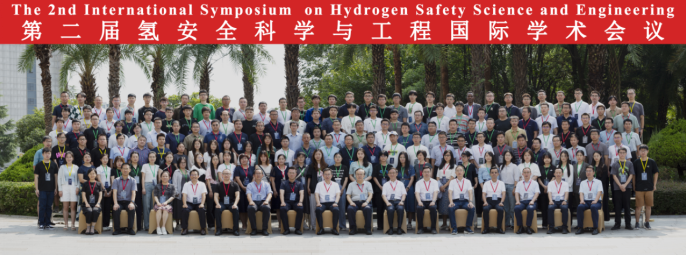 The 2nd International Symposium on Hydrogen Safety Science and Engineering
第二届氢安全科学与工程国际学术会议